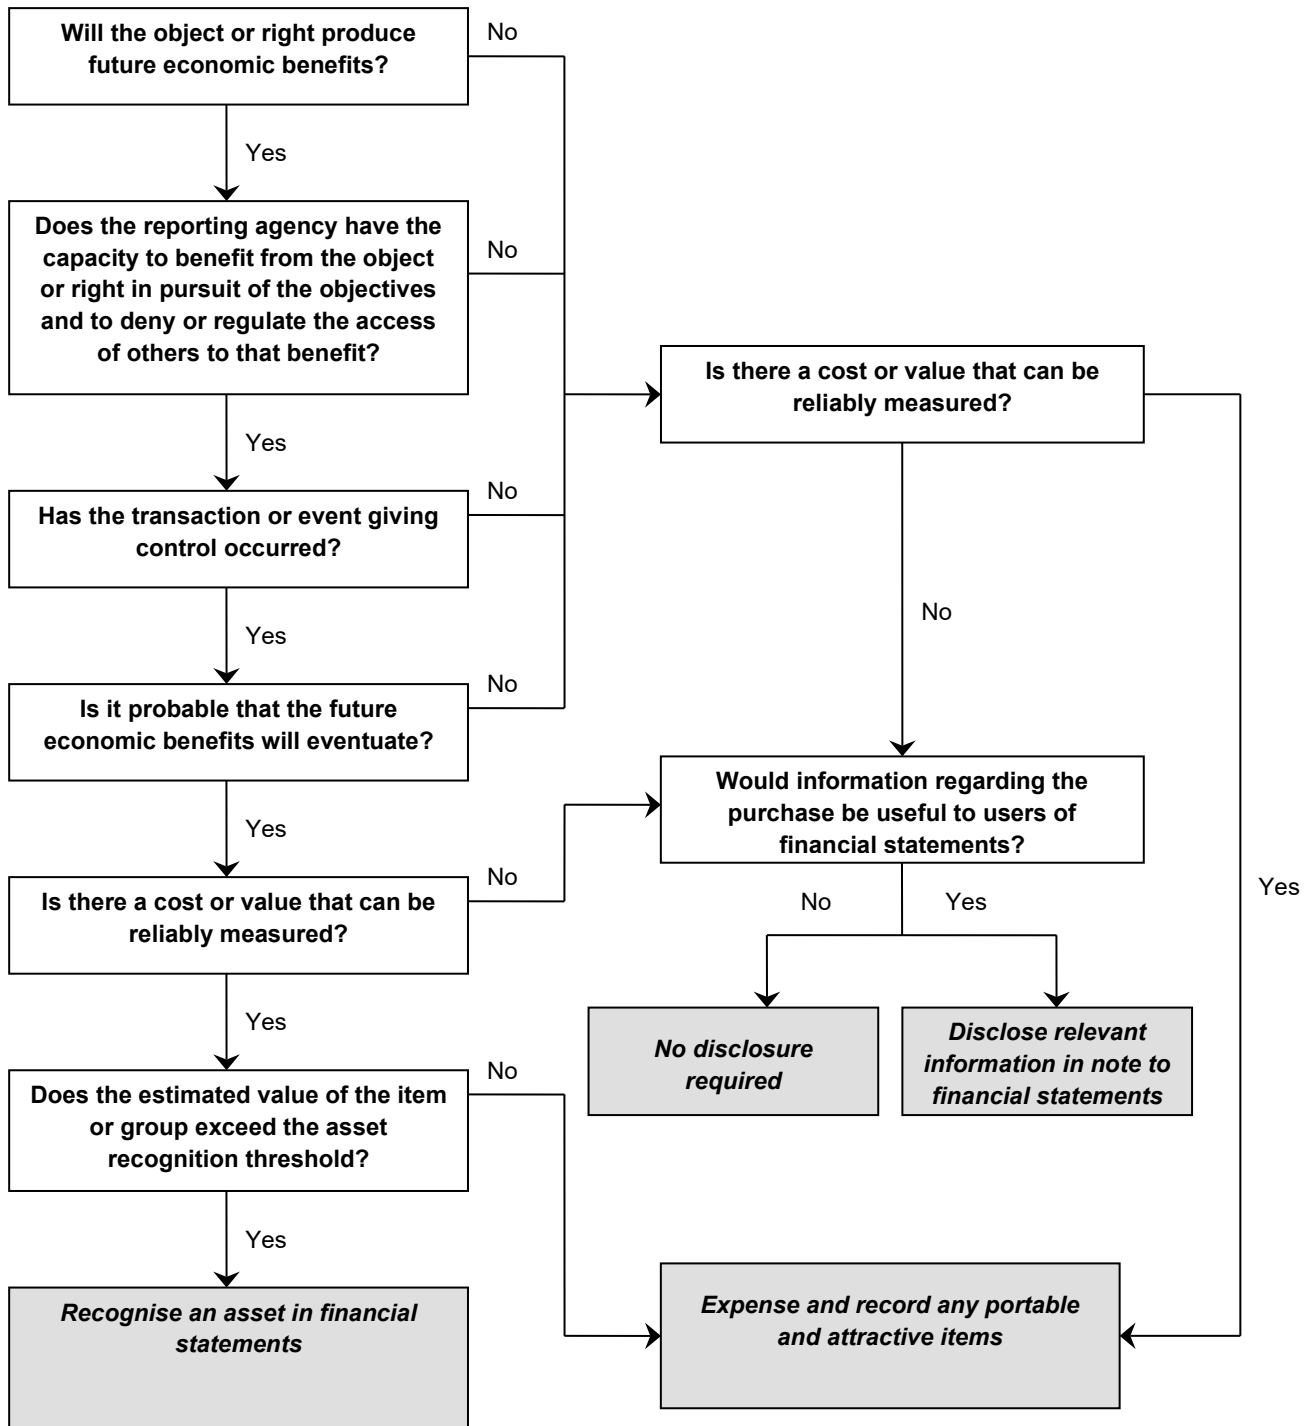 Will the object or right produce
future economic benefits?
No
Yes
Does the reporting agency have the
capacity to benefit from the object
or right in pursuit of the objectives
and to deny or regulate the access
of others to that benefit?
No
Yes
Has the transaction or event giving
control occurred?
No
Yes
Is it probable that the future
economic benefits will eventuate?
No
Yes
Is there a cost or value that can be
reliably measured?
No
Yes
Does the estimated value of the item
or group exceed the asset
recognition threshold?
No
Yes
Recognise an asset in financial
statements
Is there a cost or value that can be
reliably measured?
No
Yes
Would information regarding the
purchase be useful to users of
financial statements?
No
Yes
No disclosure
required
Disclose relevant
information in note to
financial statements
Expense and record any portable
and attractive items